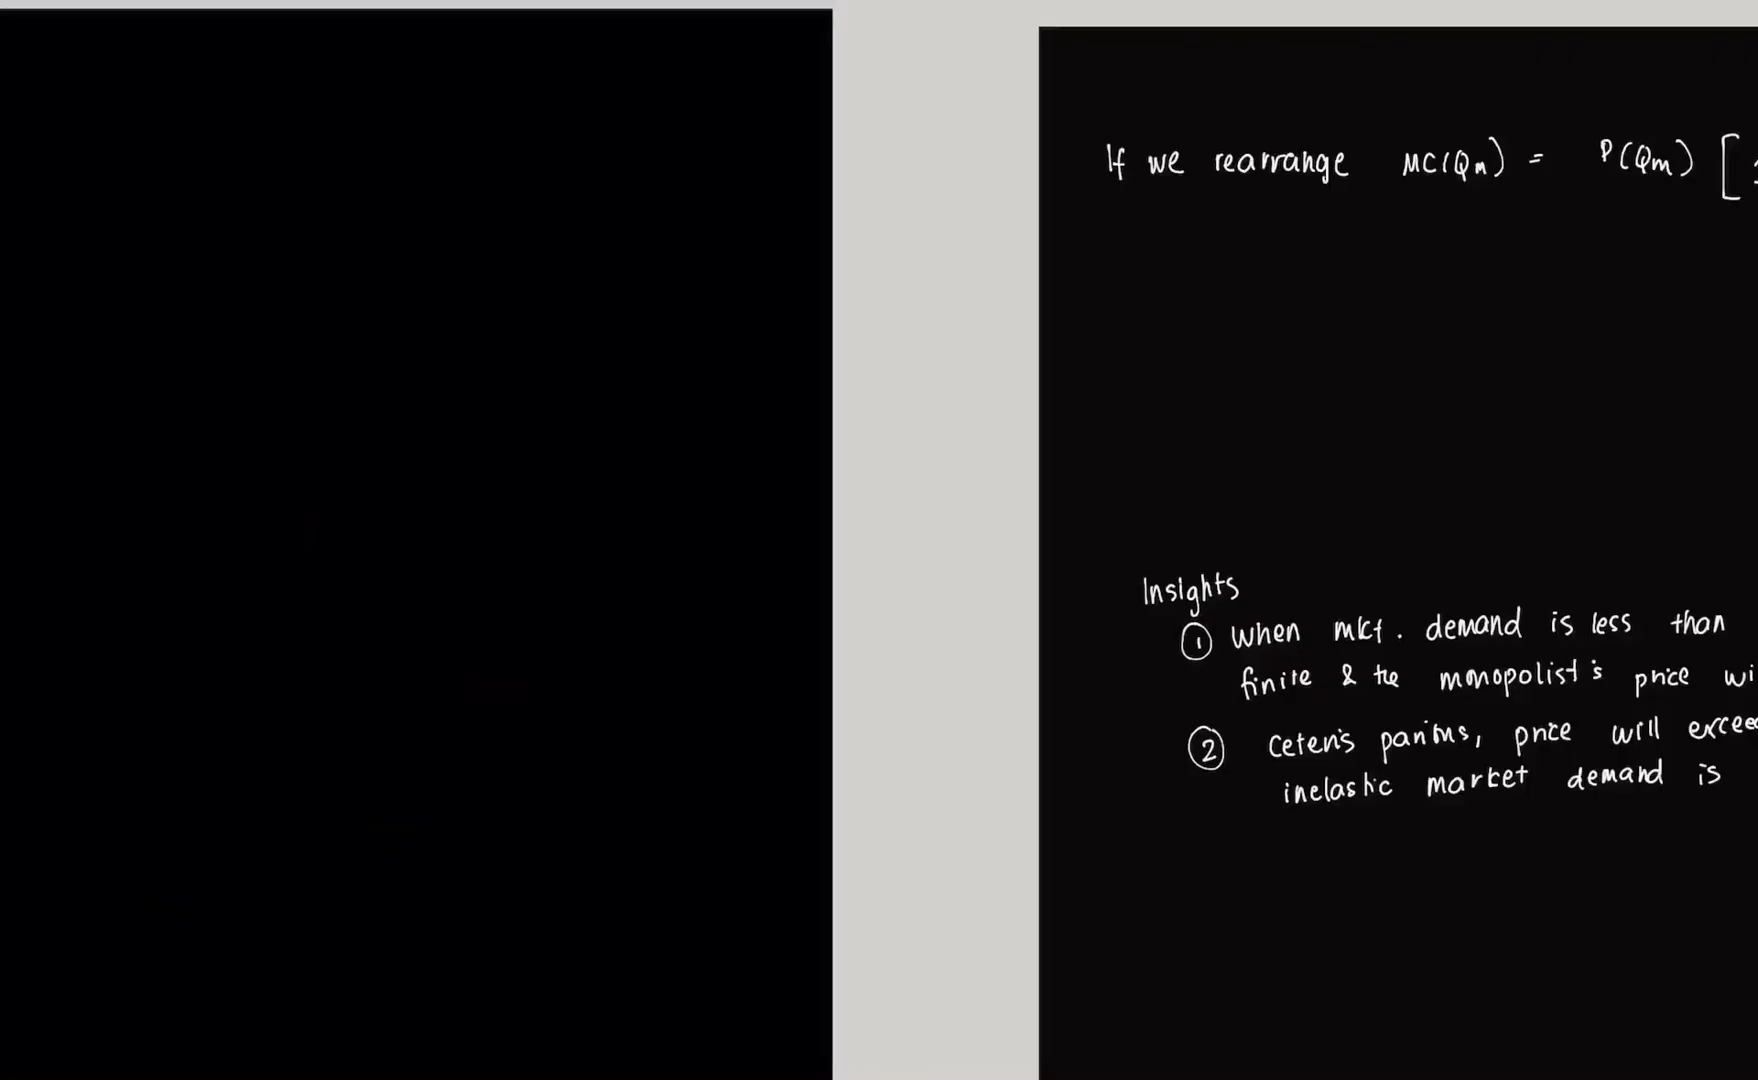 If we rearrange MC(Qm) = P(Qm) [
Insights
① When mkt. demand is less than
finite & the monopolist's price wi
② Ceteris paribus, price will excee
inelastic market demand is